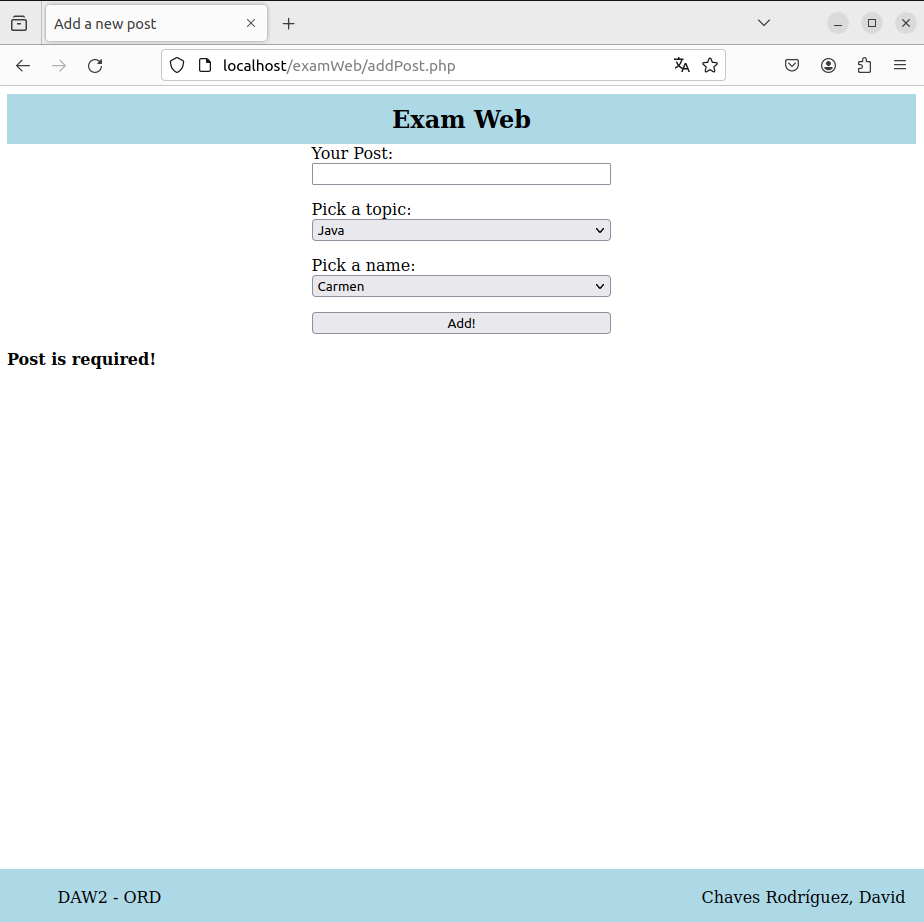 Add a new post
localhost/examWeb/addPost.php
Exam Web
Your Post:
Pick a topic:
Java
Pick a name:
Carmen
Add!
Post is required!
DAW2 - ORD
Chaves Rodríguez, David